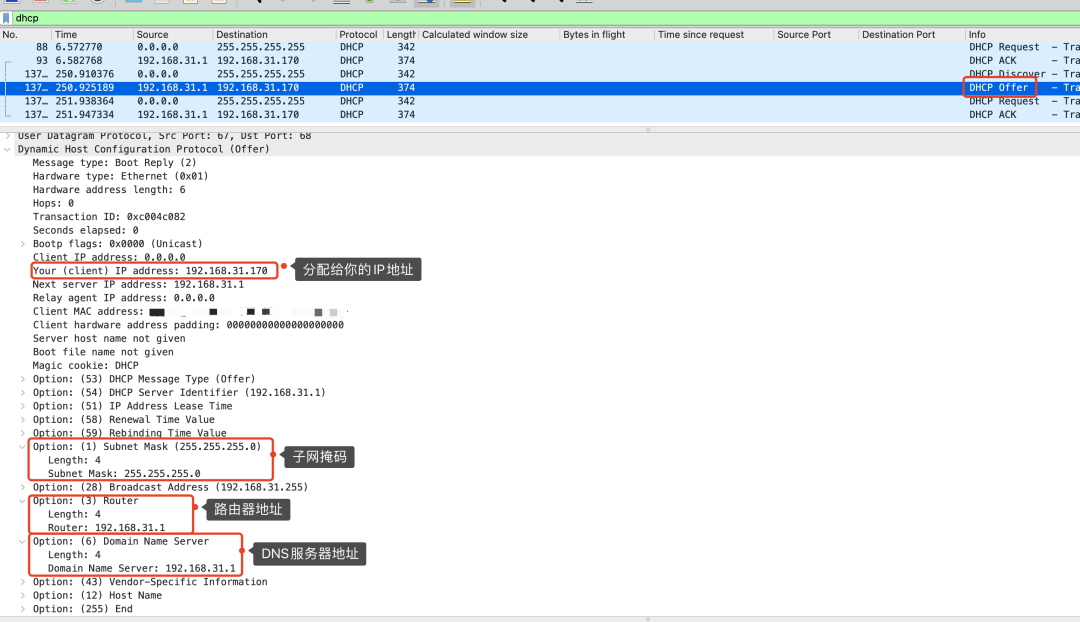 dhcp
No. Time Source Destination Protocol Length Calculated window size Bytes in flight Time since request Source Port Destination Port Info
88 6.572770 0.0.0.0 255.255.255.255 DHCP 342 DHCP Request – Tra
93 6.582768 192.168.31.1 192.168.31.170 DHCP 374 DHCP ACK – Tra
137… 250.910376 0.0.0.0 255.255.255.255 DHCP 342 DHCP Discover – Tra
137… 250.925189 192.168.31.1 192.168.31.170 DHCP 374 DHCP Offer – Tra
137… 251.938364 0.0.0.0 255.255.255.255 DHCP 342 DHCP Request – Tra
137… 251.947334 192.168.31.1 192.168.31.170 DHCP 374 DHCP ACK – Tra
User Datagram Protocol, Src Port: 67, Dst Port: 68
Dynamic Host Configuration Protocol (Offer)
Message type: Boot Reply (2)
Hardware type: Ethernet (0x01)
Hardware address length: 6
Hops: 0
Transaction ID: 0xc004c082
Seconds elapsed: 0
Bootp flags: 0x0000 (Unicast)
Client IP address: 0.0.0.0
Your (client) IP address: 192.168.31.170 分配给你的IP地址
Next server IP address: 192.168.31.1
Relay agent IP address: 0.0.0.0
Client MAC address:
Client hardware address padding: 00000000000000000000
Server host name not given
Boot file name not given
Magic cookie: DHCP
Option: (53) DHCP Message Type (Offer)
Option: (54) DHCP Server Identifier (192.168.31.1)
Option: (51) IP Address Lease Time
Option: (58) Renewal Time Value
Option: (59) Rebinding Time Value
Option: (1) Subnet Mask (255.255.255.0)
Length: 4 子网掩码
Subnet Mask: 255.255.255.0
Option: (28) Broadcast Address (192.168.31.255)
Option: (3) Router
Length: 4 路由器地址
Router: 192.168.31.1
Option: (6) Domain Name Server
Length: 4 DNS服务器地址
Domain Name Server: 192.168.31.1
Option: (43) Vendor-Specific Information
Option: (12) Host Name
Option: (255) End